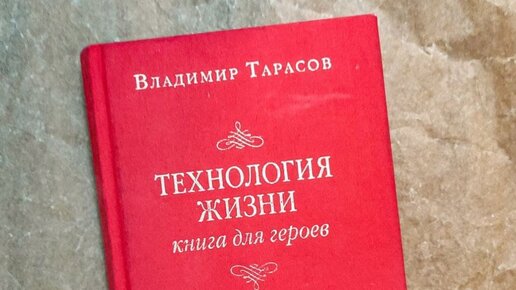 Владимир Тарасов
ТЕХНОЛОГИЯ
ЖИЗНИ
книга для героев